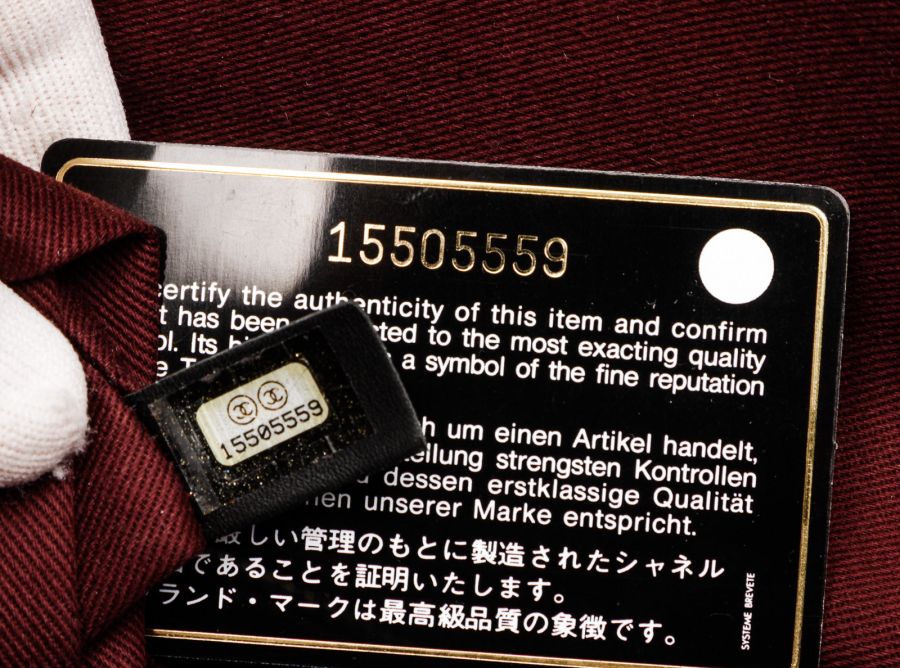 15505559
certify the authenticity of this item and confirm
t has been ted to the most exacting quality
ol. Its hi a symbol of the fine reputation
e T
15505559
h um einen Artikel handelt,
tellung strengsten Kontrollen
d dessen erstklassige Qualität
hen unserer Marke entspricht.
厳しい管理のもとに製造されたシャネル
であることを証明いたします。
ランド・マークは最高級品質の象徴です。
SYSTEME BREVETE